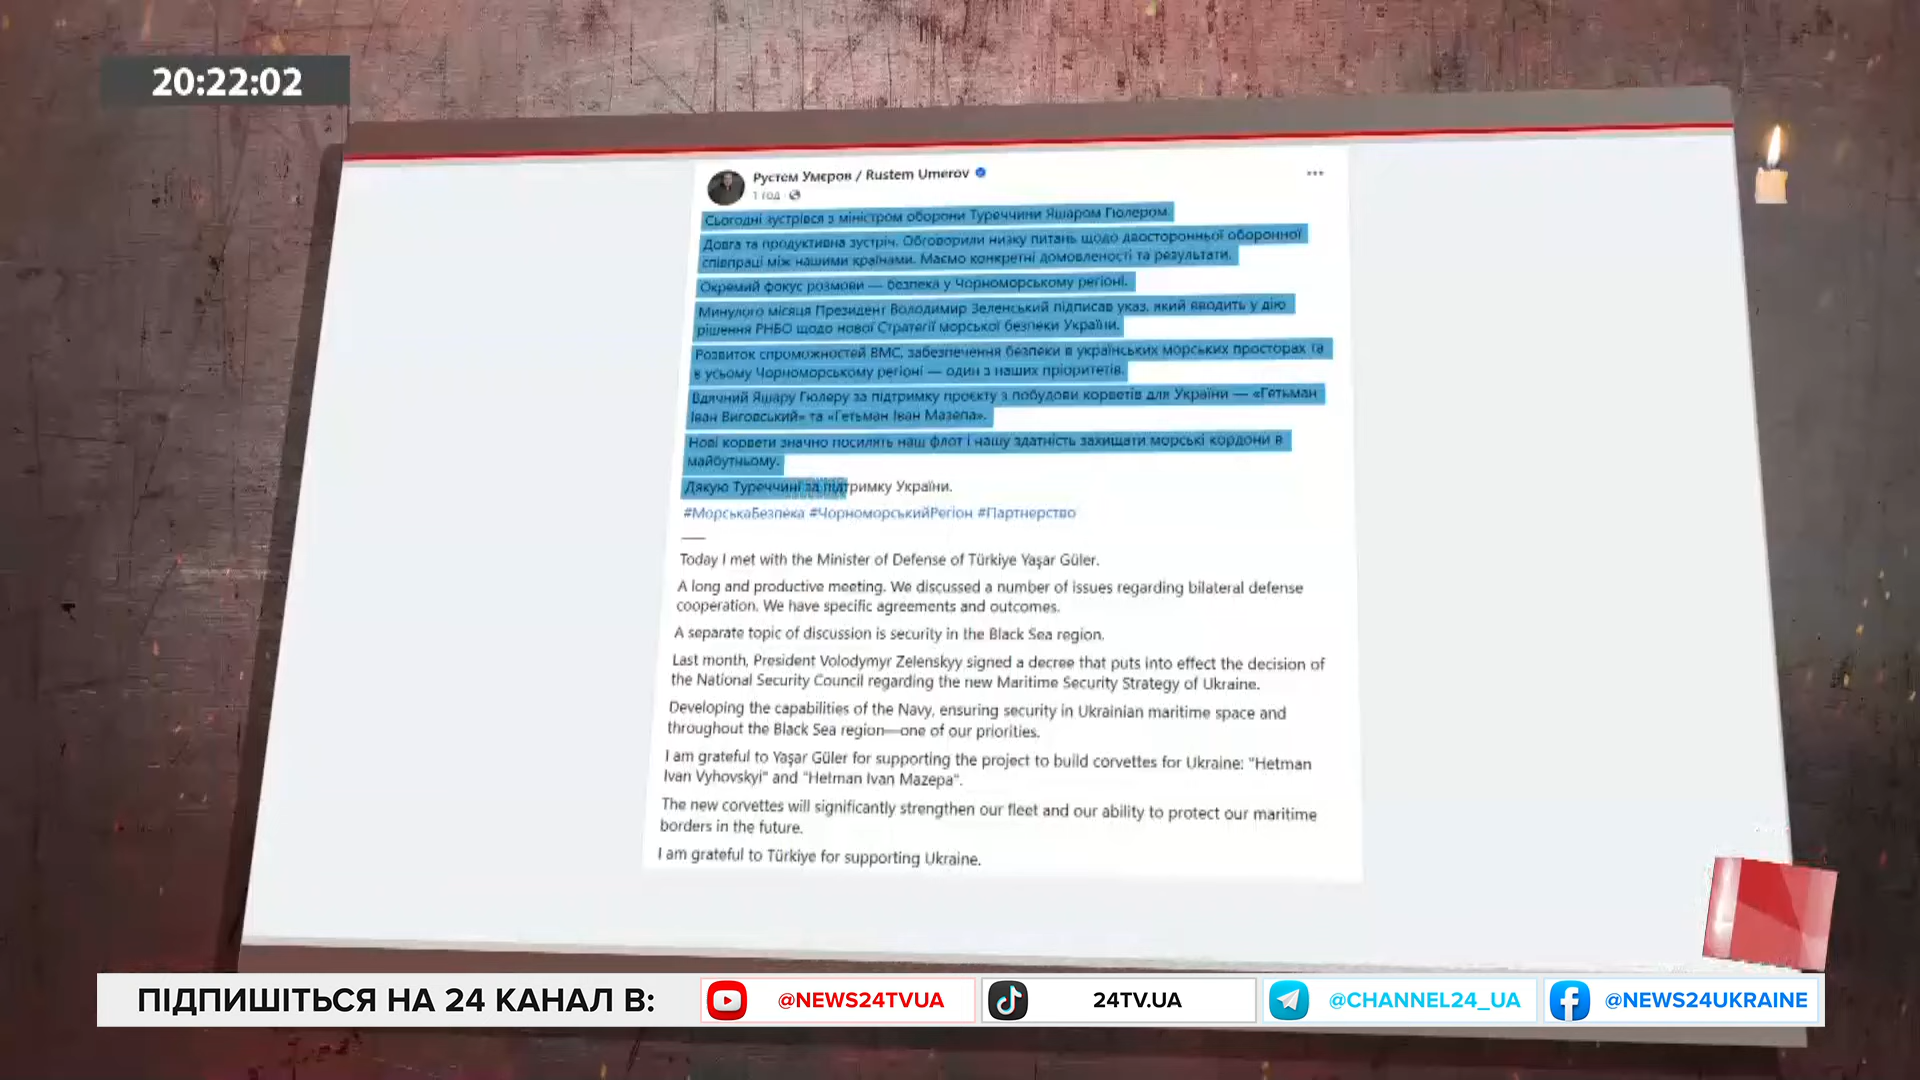 20:22:02
Рустем Умєров / Rustem Umerov
1 год
Сьогодні зустрівся з міністром оборони Туреччини Яшаром Гюлером.
Довга та продуктивна зустріч. Обговорили низку питань щодо двосторонньої оборонної
співпраці між нашими країнами. Маємо конкретні домовленості та результати.
Окремий фокус розмови — безпека у Чорноморському регіоні.
Минулого місяця Президент Володимир Зеленський підписав указ, який вводить у дію
рішення РНБО щодо нової Стратегії морської безпеки України.
Розвиток спроможностей ВМС, забезпечення безпеки в українських морських просторах та
в усьому Чорноморському регіоні — один з наших пріоритетів.
Вдячний Яшару Гюлеру за підтримку проєкту з побудови корветів для України — «Гетьман
Іван Виговський» та «Гетьман Іван Мазепа».
Нові корвети значно посилять наш флот і нашу здатність захищати морські кордони в
майбутньому.
Дякую Туреччині за підтримку України.
#МорськаБезпека #ЧорноморськийРегіон #Партнерство
Today I met with the Minister of Defense of Türkiye Yaşar Güler.
A long and productive meeting. We discussed a number of issues regarding bilateral defense
cooperation. We have specific agreements and outcomes.
A separate topic of discussion is security in the Black Sea region.
Last month, President Volodymyr Zelenskyy signed a decree that puts into effect the decision of
the National Security Council regarding the new Maritime Security Strategy of Ukraine.
Developing the capabilities of the Navy, ensuring security in Ukrainian maritime space and
throughout the Black Sea region—one of our priorities.
I am grateful to Yaşar Güler for supporting the project to build corvettes for Ukraine: "Hetman
Ivan Vyhovskyi" and "Hetman Ivan Mazepa".
The new corvettes will significantly strengthen our fleet and our ability to protect our maritime
borders in the future.
I am grateful to Türkiye for supporting Ukraine.
ПІДПИШІТЬСЯ НА 24 КАНАЛ В: @NEWS24TVUA 24TV.UA @CHANNEL24_UA @NEWS24UKRAINE